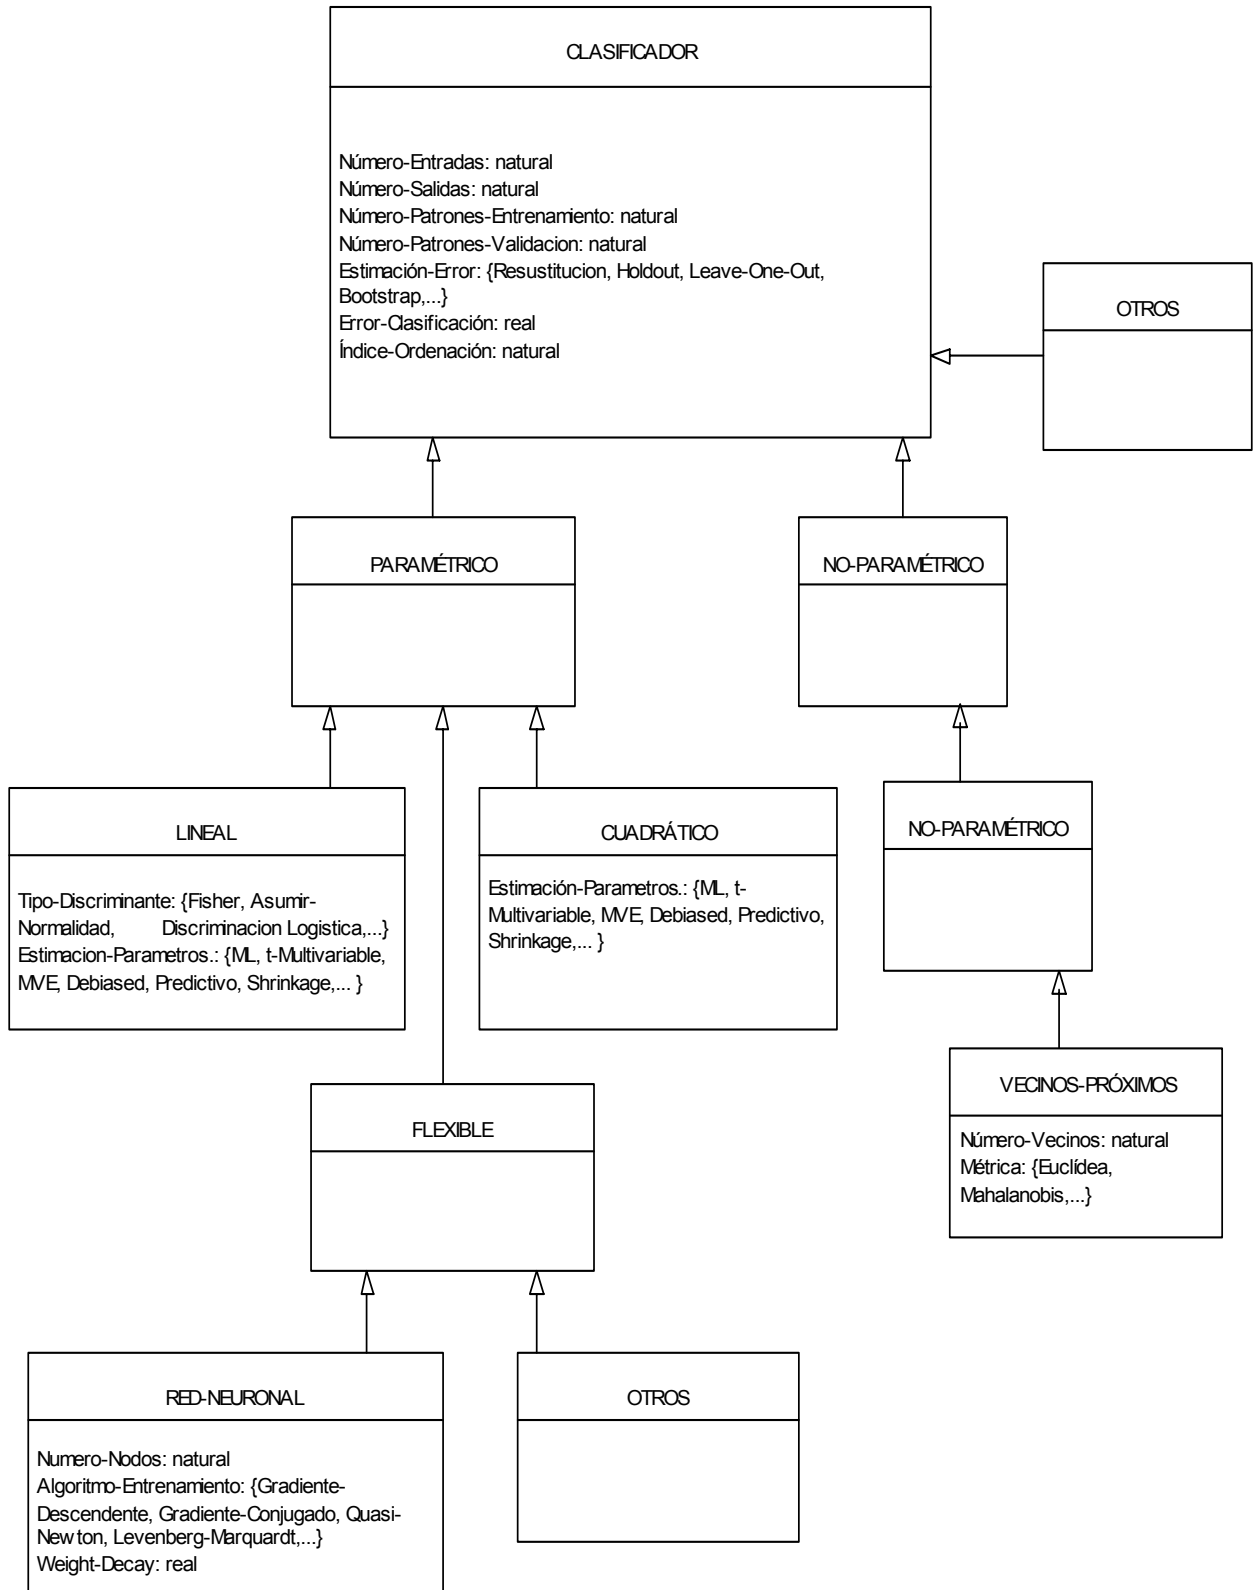 CLASIFICADOR
Número-Entradas: natural
Número-Salidas: natural
Número-Patrones-Entrenamiento: natural
Número-Patrones-Validacion: natural
Estimación-Error: {Resustitucion, Holdout, Leave-One-Out,
Bootstrap,...}
Error-Clasificación: real
Índice-Ordenación: natural
OTROS
PARAMÉTRICO
NO-PARAMÉTRICO
LINEAL
Tipo-Discriminante: {Fisher, Asumir-
Normalidad, Discriminacion Logistica,...}
Estimacion-Parametros.: {ML, t-Multivariable,
MVE, Debiased, Predictivo, Shrinkage,... }
CUADRÁTICO
Estimación-Parametros.: {ML, t-
Multivariable, MVE, Debiased, Predictivo,
Shrinkage,... }
NO-PARAMÉTRICO
VECINOS-PRÓXIMOS
Número-Vecinos: natural
Métrica: {Euclídea,
Mahalanobis,...}
FLEXIBLE
RED-NEURONAL
Numero-Nodos: natural
Algoritmo-Entrenamiento: {Gradiente-
Descendente, Gradiente-Conjugado, Quasi-
Newton, Levenberg-Marquardt,...}
Weight-Decay: real
OTROS